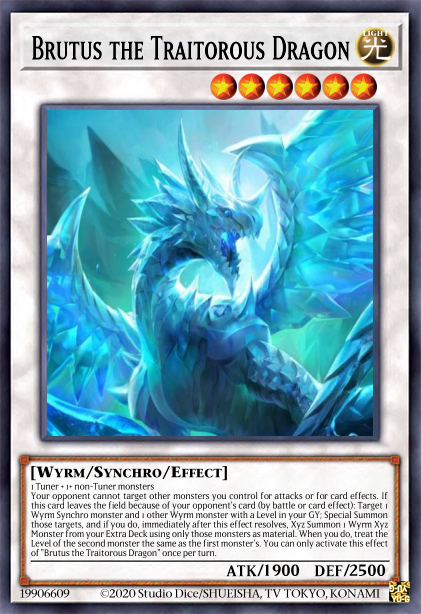 BRUTUS THE TRAITOROUS DRAGON
LIGHT
光
[WYRM/SYNCHRO/EFFECT]
1 Tuner + 1+ non-Tuner monsters
Your opponent cannot target other monsters you control for attacks or for card effects. If
this card leaves the field because of your opponent's card (by battle or card effect): Target 1
Wyrm Synchro monster and 1 other Wyrm monster with a Level in your GY; Special Summon
those targets, and if you do, immediately after this effect resolves, Xyz Summon 1 Wyrm Xyz
Monster from your Extra Deck using only those monsters as material. When you do, treat the
Level of the second monster the same as the first monster's. You can only activate this effect
of "Brutus the Traitorous Dragon" once per turn.
ATK/1900 DEF/2500
19906609 ©2020 Studio Dice/SHUEISHA, TV TOKYO, KONAMI